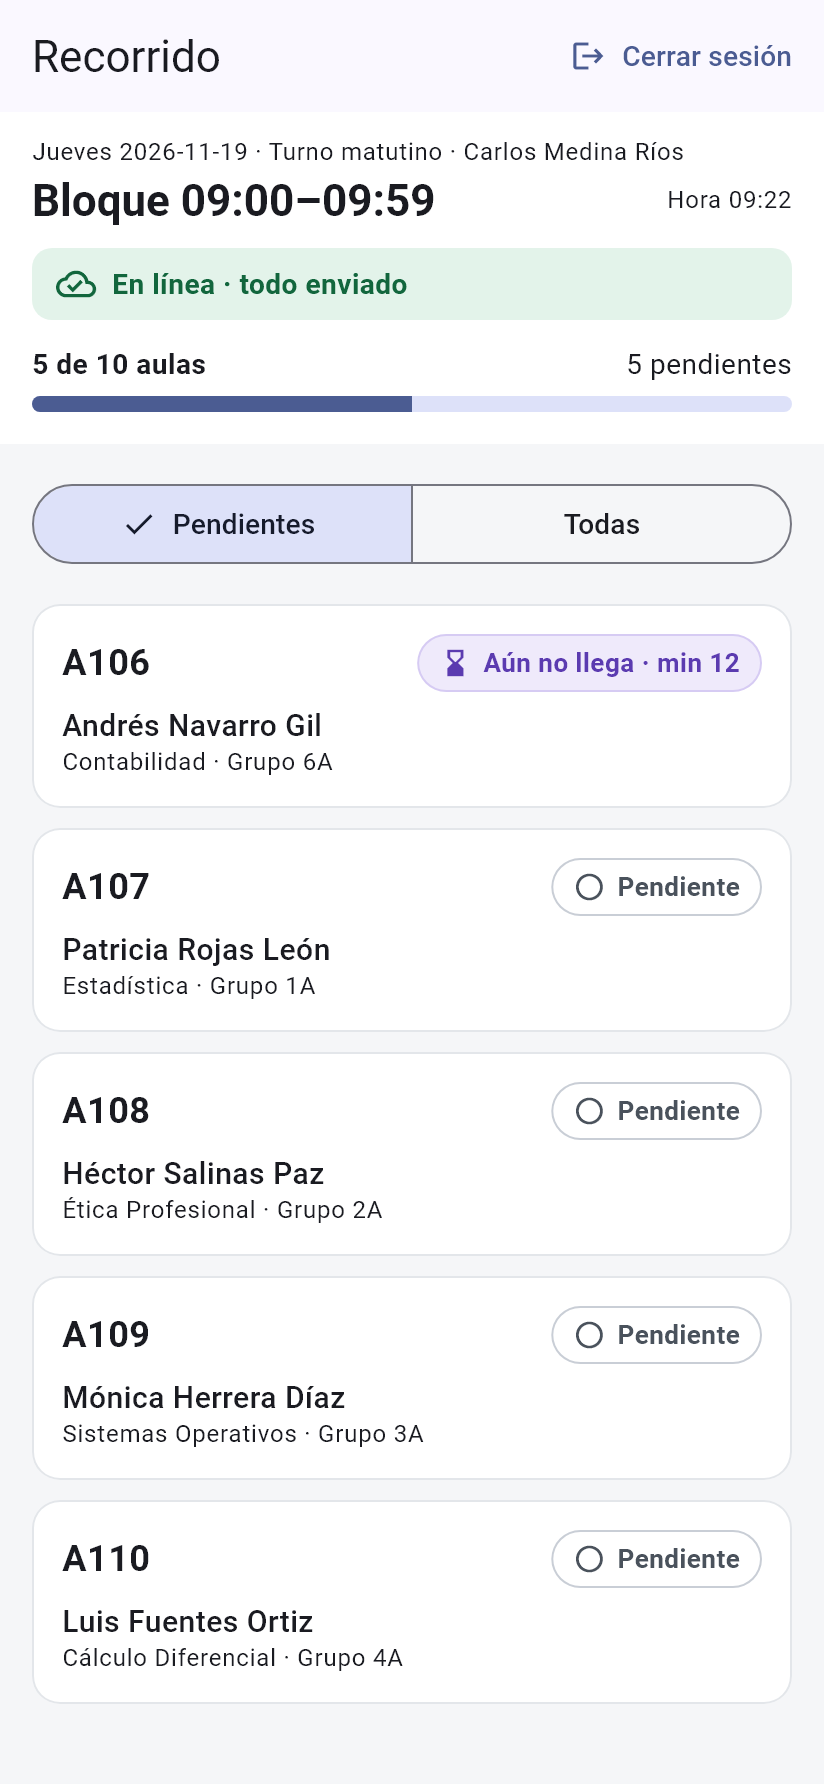 Recorrido
Cerrar sesión
Jueves 2026-11-19 · Turno matutino · Carlos Medina Ríos
Bloque 09:00–09:59
Hora 09:22
En línea · todo enviado
5 de 10 aulas
5 pendientes
Pendientes
Todas
A106
Aún no llega · min 12
Andrés Navarro Gil
Contabilidad · Grupo 6A
A107
Pendiente
Patricia Rojas León
Estadística · Grupo 1A
A108
Pendiente
Héctor Salinas Paz
Ética Profesional · Grupo 2A
A109
Pendiente
Mónica Herrera Díaz
Sistemas Operativos · Grupo 3A
A110
Pendiente
Luis Fuentes Ortiz
Cálculo Diferencial · Grupo 4A